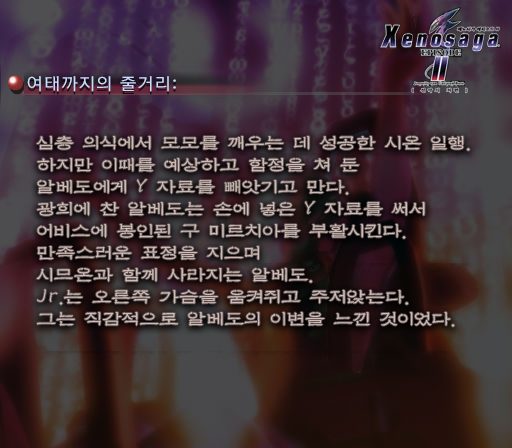 Xenosaga
EPISODE
II
[ 선악의 피안 ]
여태까지의 줄거리:
심층 의식에서 모모를 깨우는 데 성공한 시온 일행.
하지만 이때를 예상하고 함정을 쳐 둔
알베도에게 Y 자료를 빼앗기고 만다.
광희에 찬 알베도는 손에 넣은 Y 자료를 써서
어비스에 봉인된 구 미르치아를 부활시킨다.
만족스러운 표정을 지으며
시므온과 함께 사라지는 알베도.
Jr.는 오른쪽 가슴을 움켜쥐고 주저앉는다.
그는 직감적으로 알베도의 이변을 느낀 것이었다.